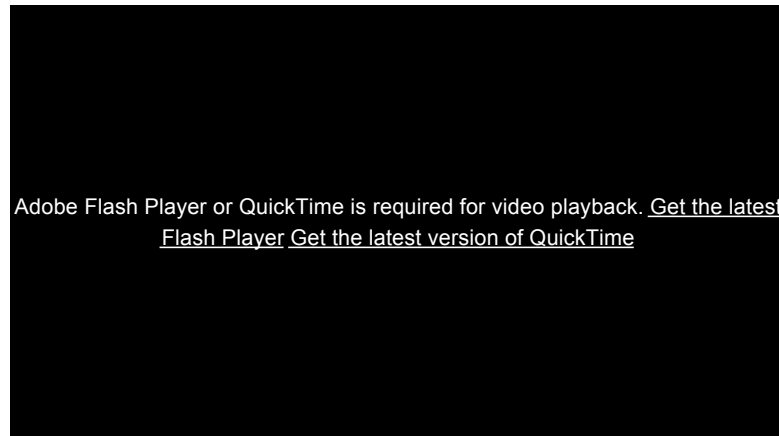 Adobe Flash Player or QuickTime is required for video playback. Get the latest
Flash Player Get the latest version of QuickTime